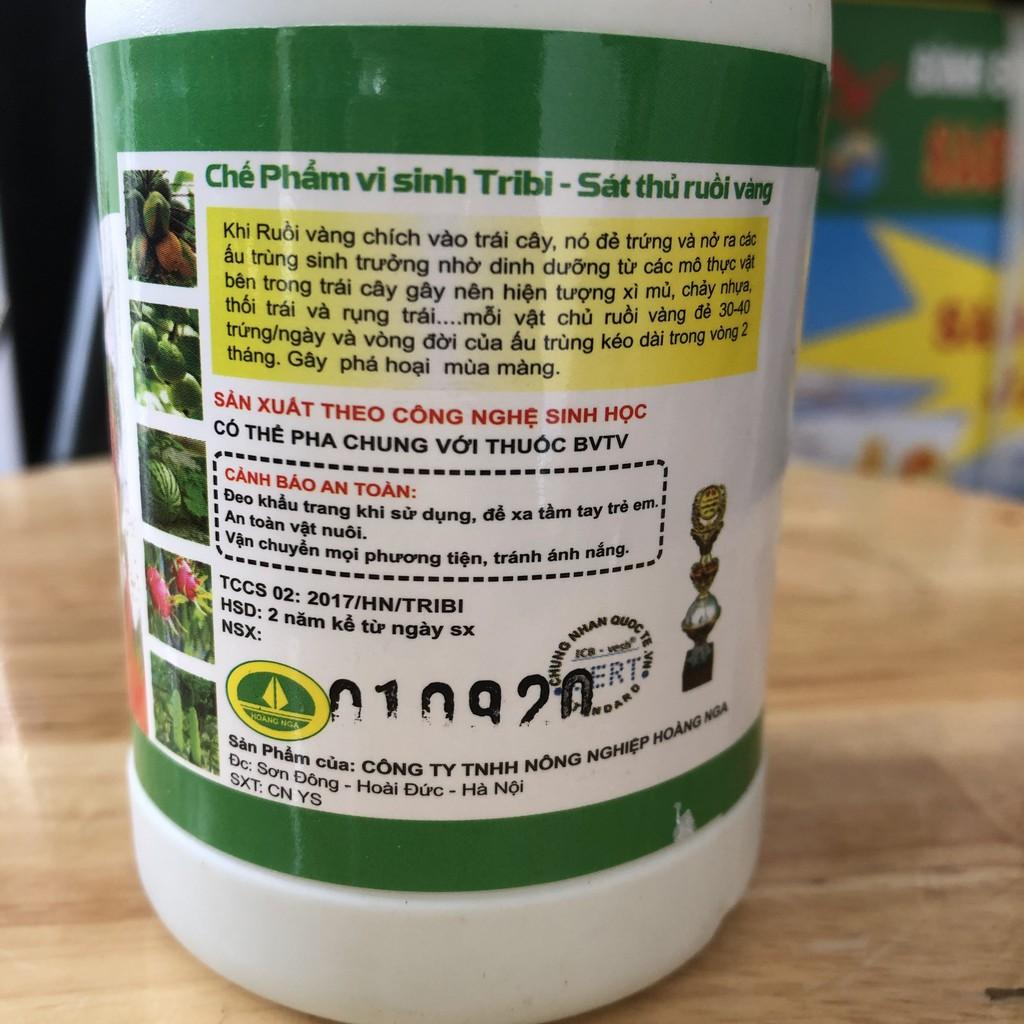 Chế Phẩm vi sinh Tribi - Sát thủ ruồi vàng
Khi Ruồi vàng chích vào trái cây, nó đẻ trứng và nở ra các
ấu trùng sinh trưởng nhờ dinh dưỡng từ các mô thực vật
bên trong trái cây gây nên hiện tượng xì mủ, chảy nhựa,
thối trái và rụng trái....mỗi vật chủ ruồi vàng đẻ 30-40
trứng/ngày và vòng đời của ấu trùng kéo dài trong vòng 2
tháng. Gây phá hoại mùa màng.
SẢN XUẤT THEO CÔNG NGHỆ SINH HỌC
CÓ THỂ PHA CHUNG VỚI THUỐC BVTV
CẢNH BÁO AN TOÀN:
Đeo khẩu trang khi sử dụng, để xa tầm tay trẻ em.
An toàn vật nuôi.
Vận chuyển mọi phương tiện, tránh ánh nắng.
TCCS 02: 2017/HN/TRIBI
HSD: 2 năm kể từ ngày sx
NSX:
010920
CHUNG NHAN QUOC TE .VN
HOÀNG NGA
Sản Phẩm của: CÔNG TY TNHH NÔNG NGHIỆP HOÀNG NGA
Đc: Sơn Đông - Hoài Đức - Hà Nội
SXT: CN YS